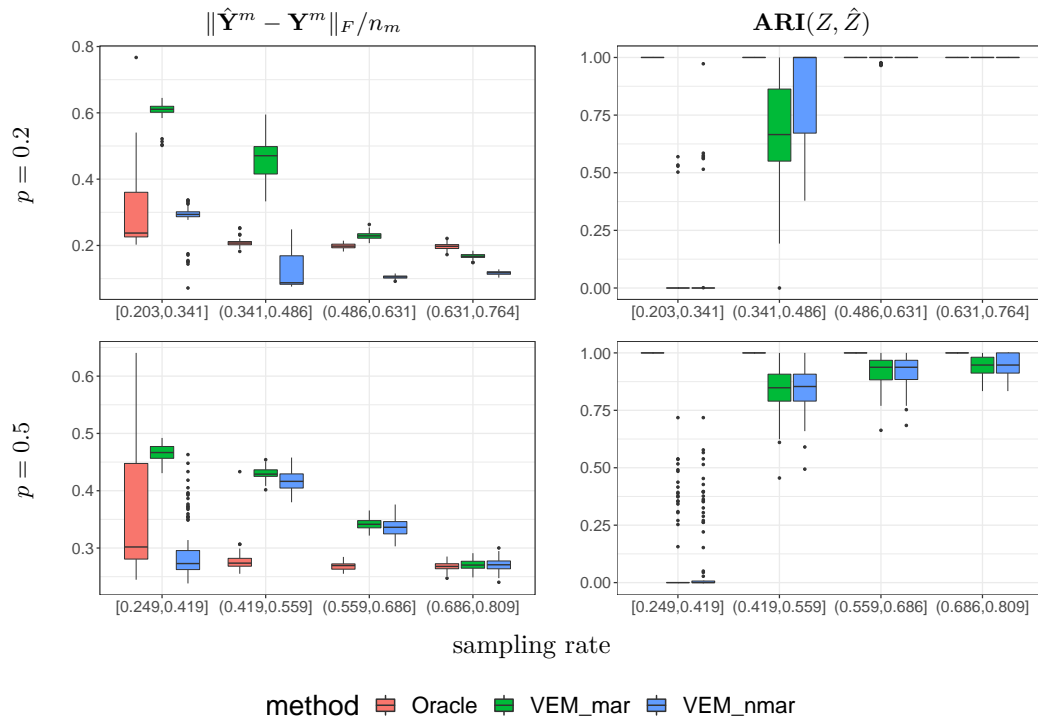 ‖Ŷᵐ − Yᵐ‖_F/nₘ
ARI(Z, Ẑ)
p = 0.2
0.8
0.6
0.4
0.2
[0.203,0.341] (0.341,0.486] (0.486,0.631] (0.631,0.764]
1.00
0.75
0.50
0.25
0.00
[0.203,0.341] (0.341,0.486] (0.486,0.631] (0.631,0.764]
p = 0.5
0.6
0.5
0.4
0.3
[0.249,0.419] (0.419,0.559] (0.559,0.686] (0.686,0.809]
1.00
0.75
0.50
0.25
0.00
[0.249,0.419] (0.419,0.559] (0.559,0.686] (0.686,0.809]
sampling rate
method Oracle VEM_mar VEM_nmar